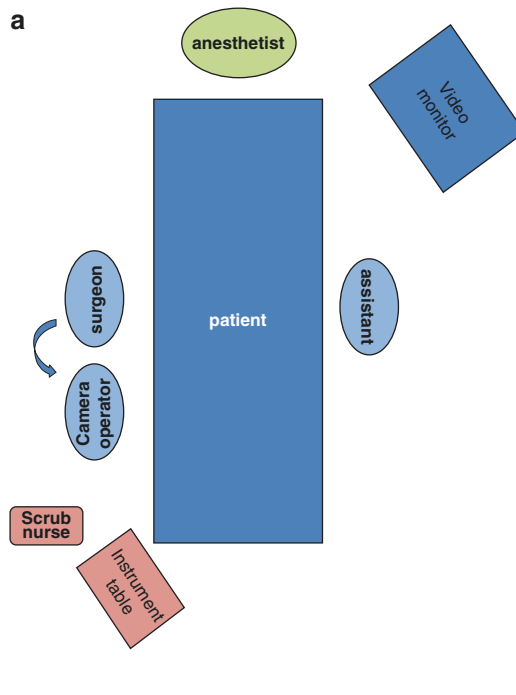 a
anesthetist
Video
monitor
surgeon
patient
assistant
Camera
operator
Scrub
nurse
Instrument
table